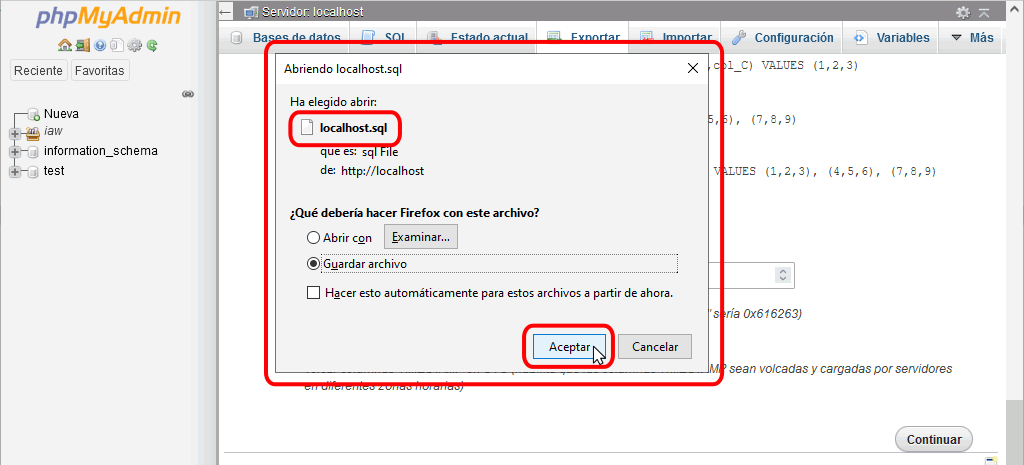 phpMyAdmin
Reciente Favoritas
Nueva
iaw
information_schema
test
Servidor: localhost
Bases de datos SQL Estado actual Exportar Importar Configuración Variables Más
,col_C) VALUES (1,2,3)
5,6), (7,8,9)
VALUES (1,2,3), (4,5,6), (7,8,9)
sería 0x616263)
MP sean volcadas y cargadas por servidores
en diferentes zonas horarias)
Continuar
Abriendo localhost.sql
Ha elegido abrir:
localhost.sql
que es: sql File
de: http://localhost
¿Qué debería hacer Firefox con este archivo?
Abrir con Examinar...
Guardar archivo
Hacer esto automáticamente para estos archivos a partir de ahora.
Aceptar Cancelar